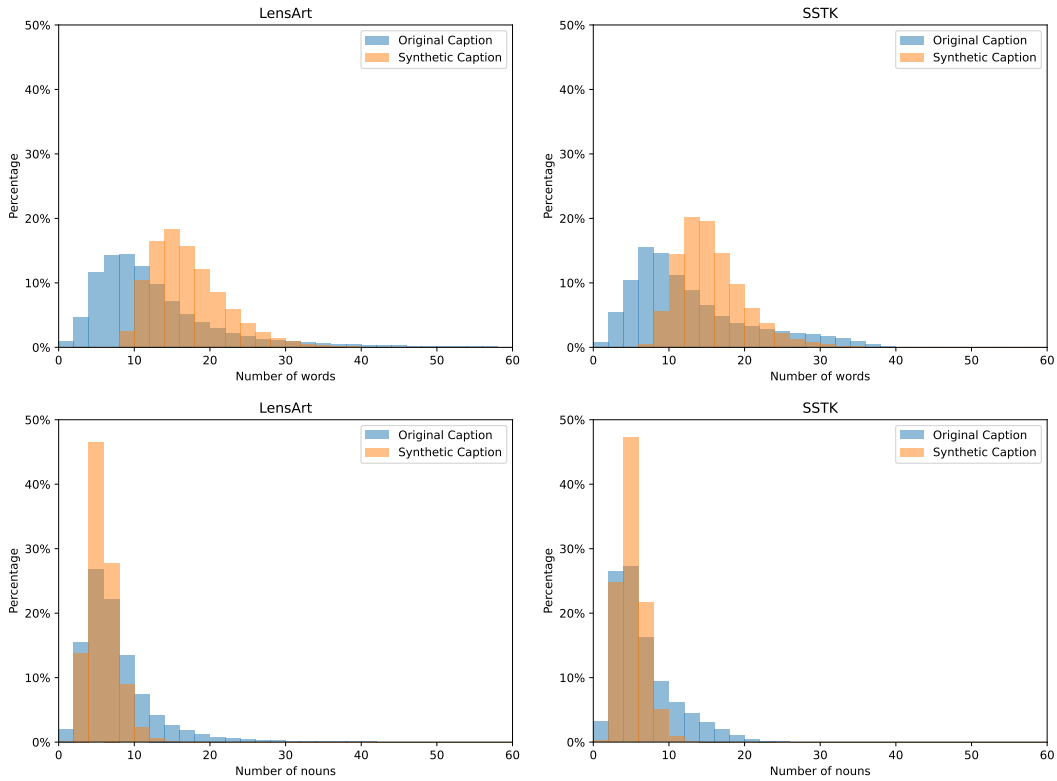 LensArt
50%
40%
30%
20%
10%
0%
Percentage
0 10 20 30 40 50 60
Number of words
Original Caption
Synthetic Caption
SSTK
50%
40%
30%
20%
10%
0%
Percentage
0 10 20 30 40 50 60
Number of words
Original Caption
Synthetic Caption
LensArt
50%
40%
30%
20%
10%
0%
Percentage
0 10 20 30 40 50 60
Number of nouns
Original Caption
Synthetic Caption
SSTK
50%
40%
30%
20%
10%
0%
Percentage
0 10 20 30 40 50 60
Number of nouns
Original Caption
Synthetic Caption